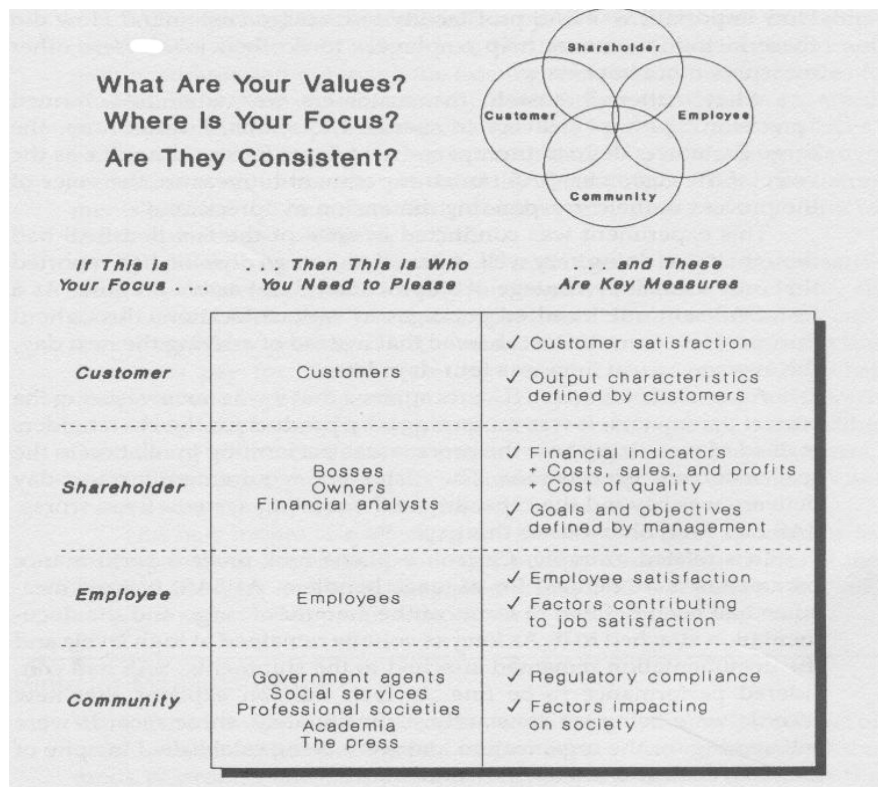 What Are Your Values?
Where Is Your Focus?
Are They Consistent?
Shareholder
Customer
Employee
Community
If This Is
Your Focus . . .
. . . Then This Is Who
You Need to Please
. . . and These
Are Key Measures
Customer
Customers
✓ Customer satisfaction
✓ Output characteristics
defined by customers
Shareholder
Bosses
Owners
Financial analysts
✓ Financial indicators
+ Costs, sales, and profits
+ Cost of quality
✓ Goals and objectives
defined by management
Employee
Employees
✓ Employee satisfaction
✓ Factors contributing
to job satisfaction
Community
Government agents
Social services
Professional societies
Academia
The press
✓ Regulatory compliance
✓ Factors impacting
on society